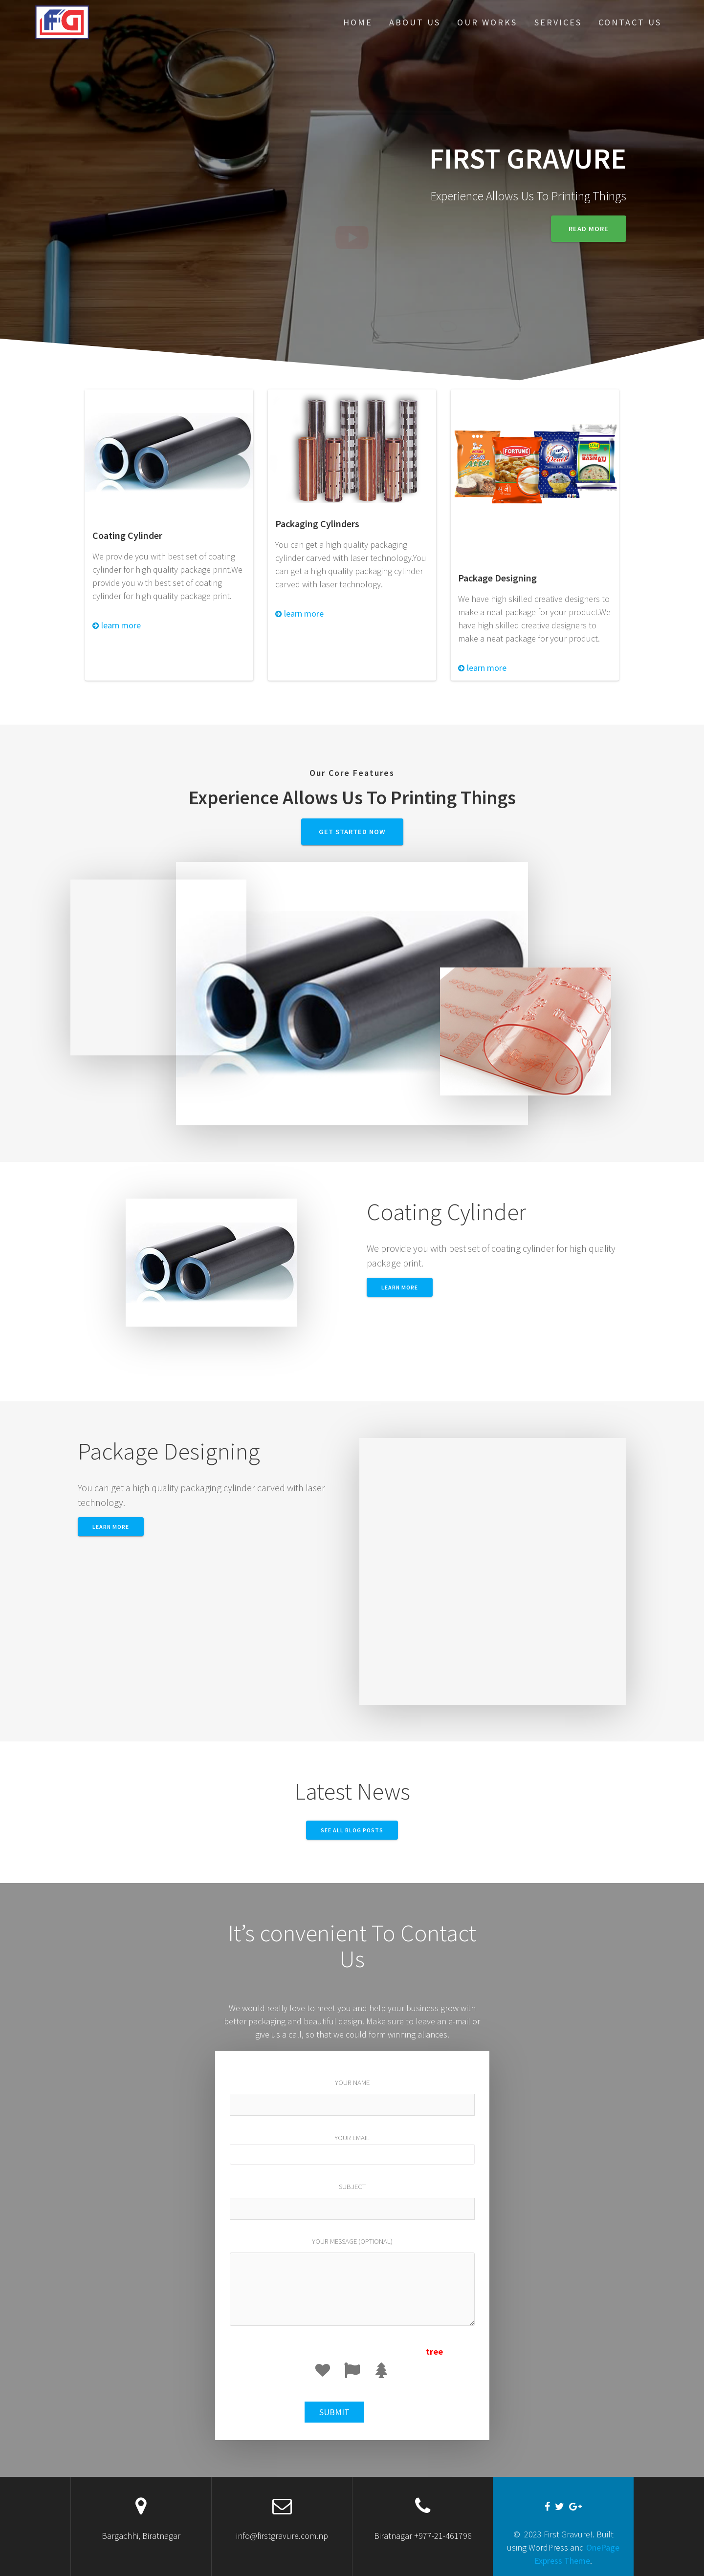 FG
HOME ABOUT US OUR WORKS SERVICES CONTACT US
FIRST GRAVURE
Experience Allows Us To Printing Things
READ MORE
Coating Cylinder
We provide you with best set of coating
cylinder for high quality package print.We
provide you with best set of coating
cylinder for high quality package print.
learn more
Packaging Cylinders
You can get a high quality packaging
cylinder carved with laser technology.You
can get a high quality packaging cylinder
carved with laser technology.
learn more
FORTUNE
Package Designing
We have high skilled creative designers to
make a neat package for your product.We
have high skilled creative designers to
make a neat package for your product.
learn more
Our Core Features
Experience Allows Us To Printing Things
GET STARTED NOW
Coating Cylinder
We provide you with best set of coating cylinder for high quality
package print.
LEARN MORE
Package Designing
You can get a high quality packaging cylinder carved with laser
technology.
LEARN MORE
Latest News
SEE ALL BLOG POSTS
It’s convenient To Contact
Us
We would really love to meet you and help your business grow with
better packaging and beautiful design. Make sure to leave an e-mail or
give us a call, so that we could form winning aliances.
YOUR NAME
YOUR EMAIL
SUBJECT
YOUR MESSAGE (OPTIONAL)
tree
SUBMIT
Bargachhi, Biratnagar
info@firstgravure.com.np
Biratnagar +977-21-461796
© 2023 First Gravure!. Built
using WordPress and OnePage
Express Theme.